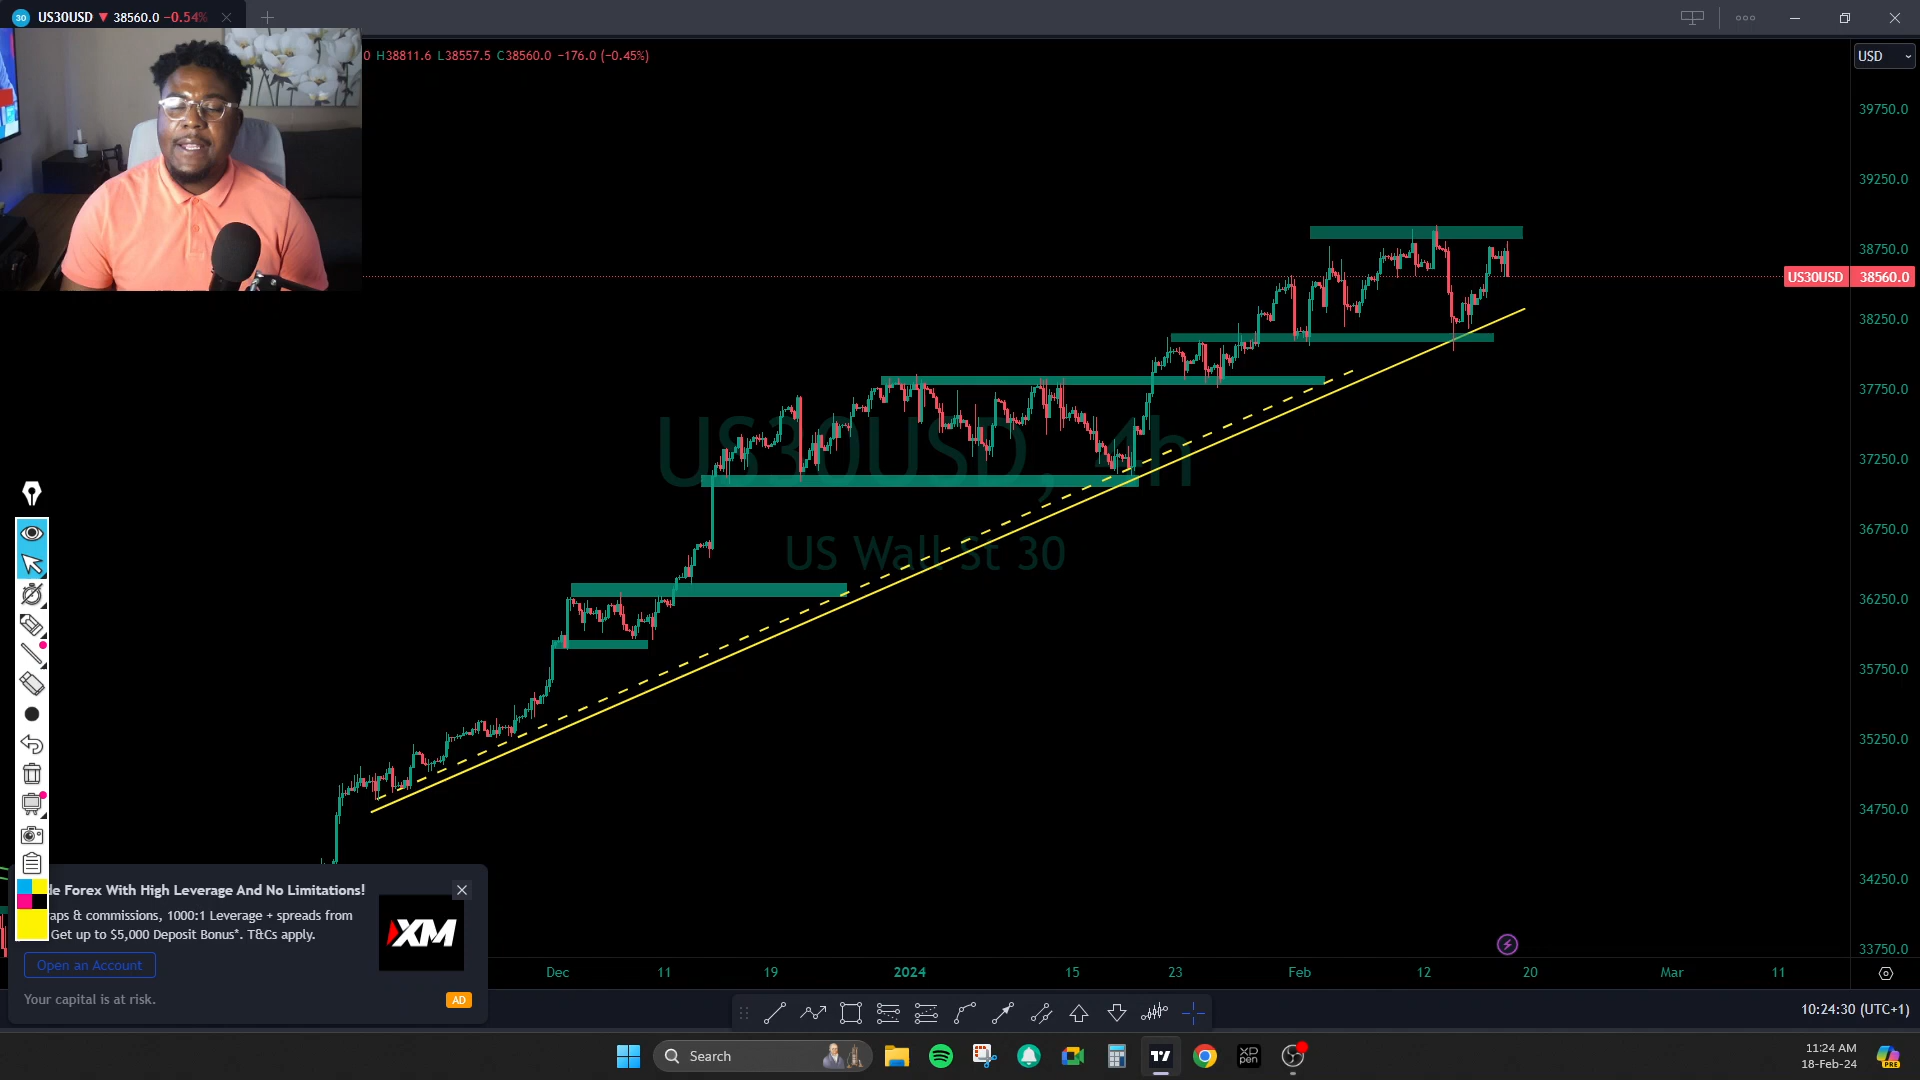 30 US30USD ▼ 38560.0 −0.54%
0 H38811.6 L38557.5 C38560.0 −176.0 (−0.45%)
USD
39750.0
39250.0
38750.0
US30USD 38560.0
38250.0
37750.0
37250.0
36750.0
36250.0
35750.0
35250.0
34750.0
34250.0
33750.0
US30USD, 4h
US Wall St 30
de Forex With High Leverage And No Limitations!
aps & commissions, 1000:1 Leverage + spreads from
Get up to $5,000 Deposit Bonus*. T&Cs apply.
XM
Open an Account
Your capital is at risk.
AD
Dec 11 19 2024 15 23 Feb 12 20 Mar 11
10:24:30 (UTC+1)
Search
XP
pen
11:24 AM
18-Feb-24
PRE